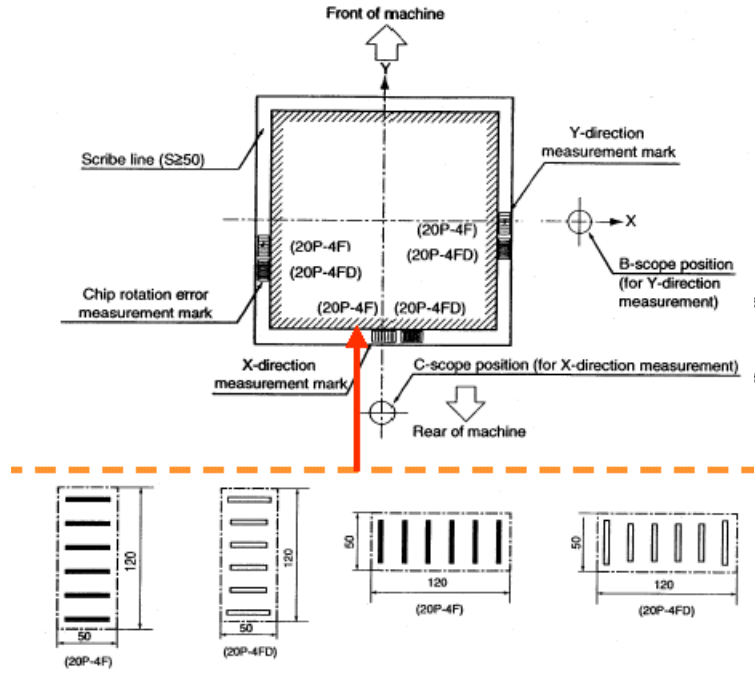 Front of machine
Y
Scribe line (S≥50)
Y-direction
measurement mark
X
(20P-4F)
(20P-4FD)
(20P-4F)
(20P-4FD)
B-scope position
(for Y-direction
measurement)
Chip rotation error
measurement mark
(20P-4F)
(20P-4FD)
X-direction
measurement mark
C-scope position (for X-direction measurement)
Rear of machine
120
50
(20P-4F)
120
50
(20P-4FD)
50
120
(20P-4F)
50
120
(20P-4FD)